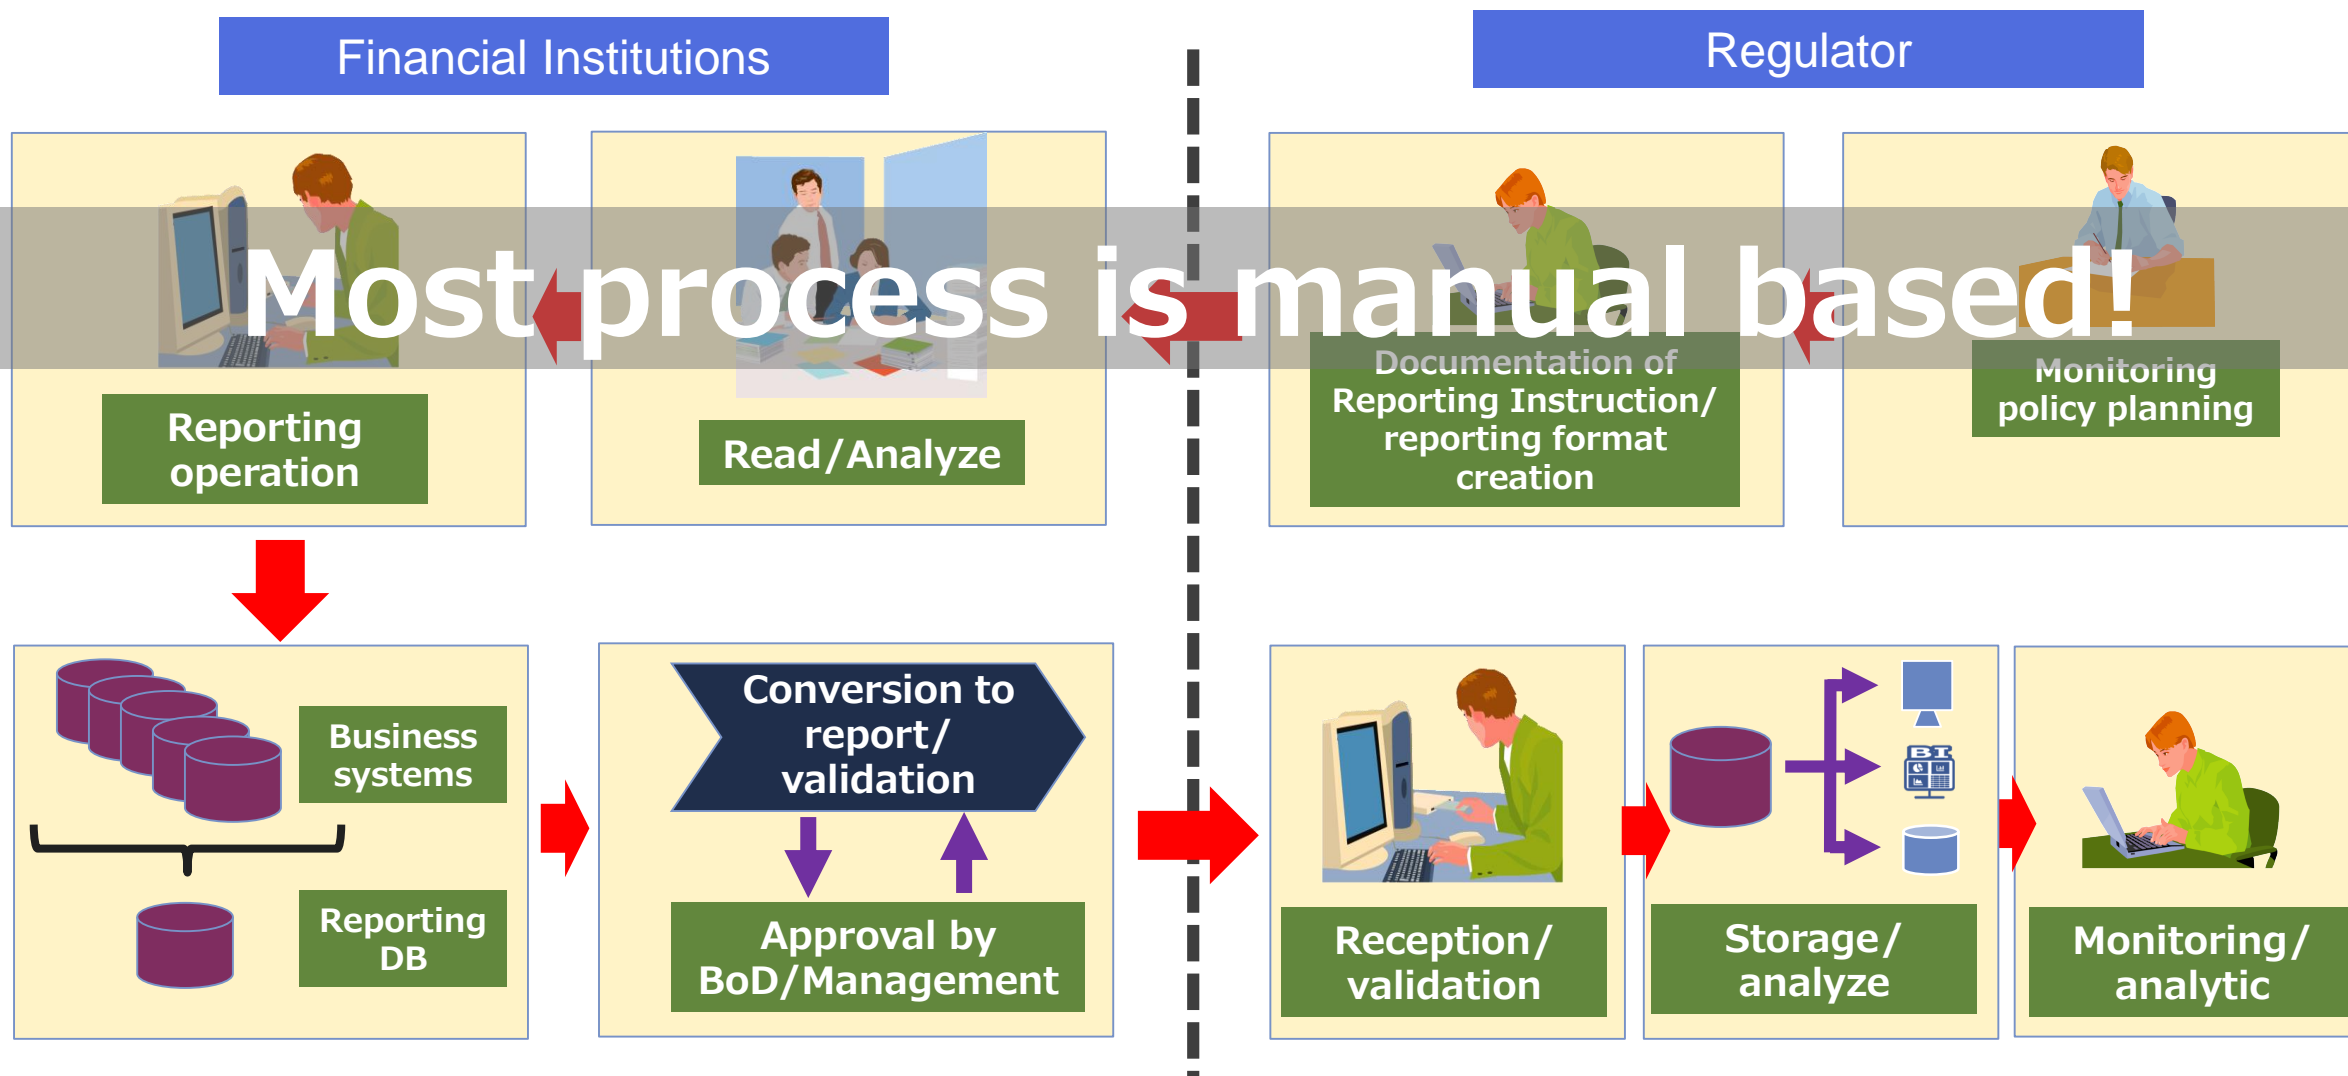 Financial Institutions
Regulator
Most process is manual based!
Reporting
operation
Read/Analyze
Documentation of
Reporting Instruction/
reporting format
creation
Monitoring
policy planning
Business
systems
Reporting
DB
Conversion to
report/
validation
Approval by
BoD/Management
Reception/
validation
BI
Storage/
analyze
Monitoring/
analytic